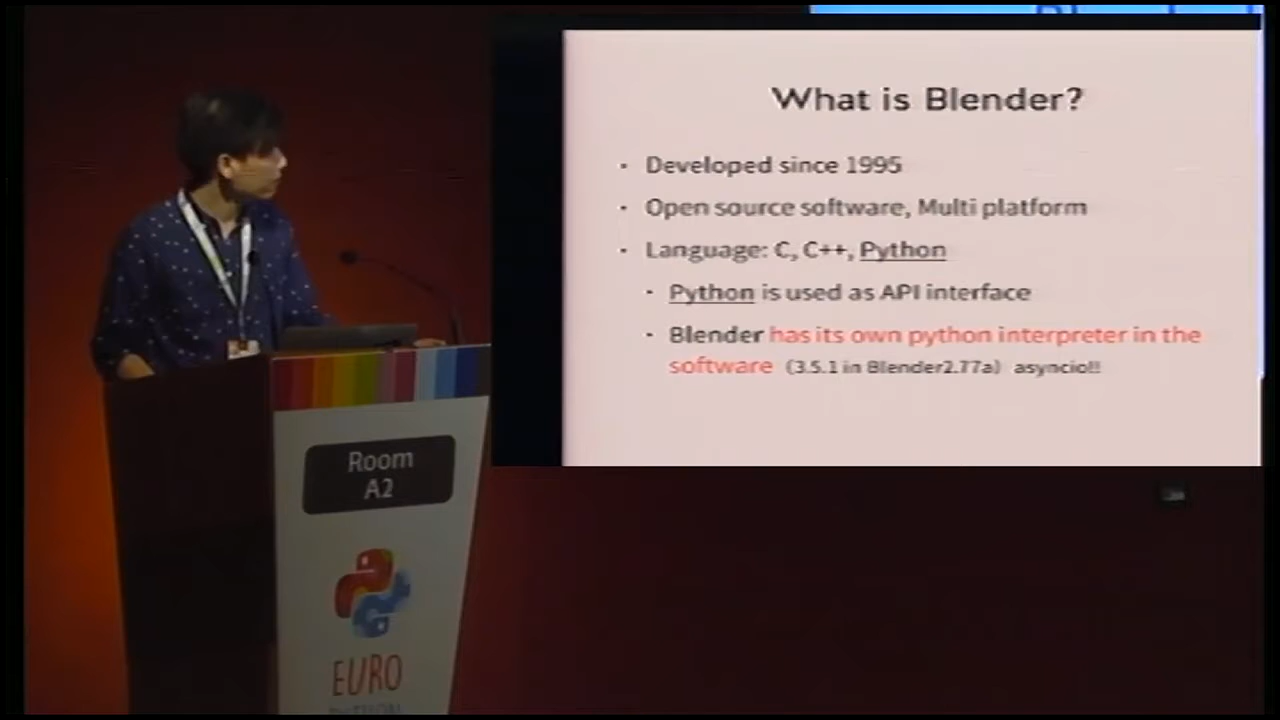 What is Blender?
· Developed since 1995
· Open source software, Multi platform
· Language: C, C++, Python
· Python is used as API interface
· Blender has its own python interpreter in the
software (3.5.1 in Blender2.77a) asyncio!!
Room
A2
EURO
PYTHON